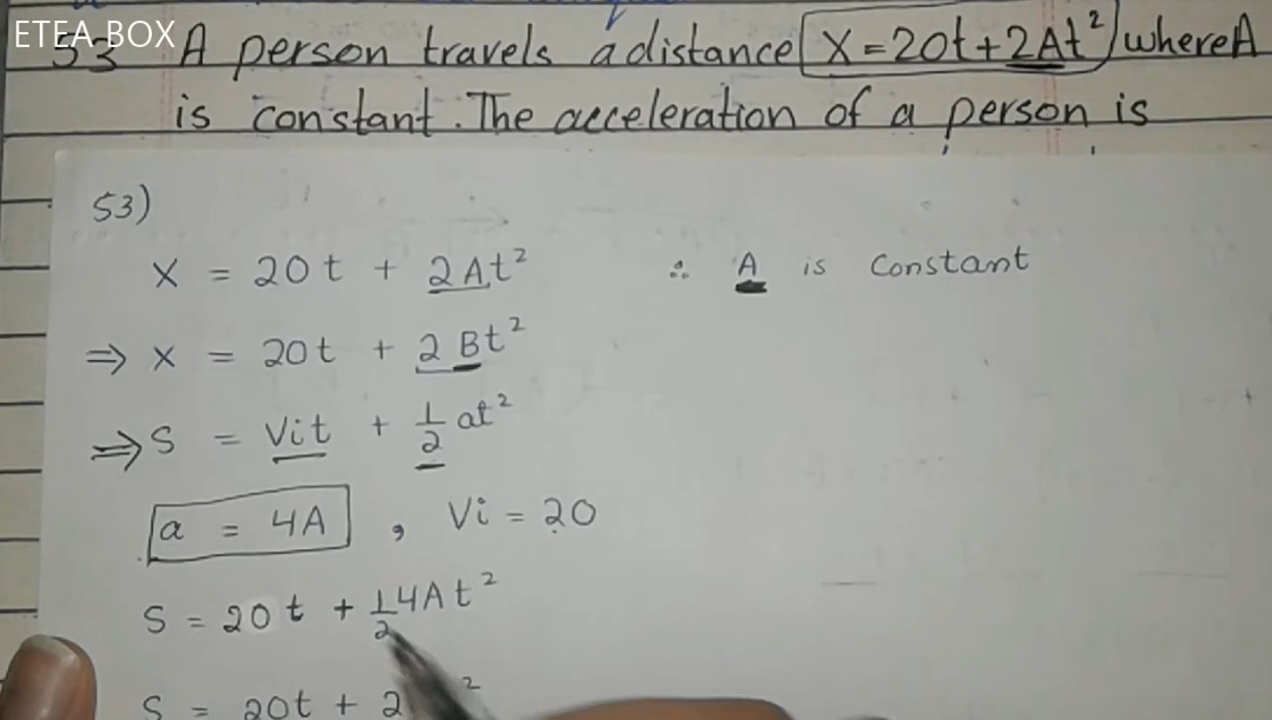 ETEA BOX
53 A person travels a distance X = 20t + 2At² where A
is constant. The acceleration of a person is
53)
X = 20t + 2At² ∴ A is Constant
⇒ X = 20t + 2Bt²
⇒ S = Vit + 1/2 at²
a = 4A , Vi = 20
S = 20t + 1/2 4At²
S = 20t + 2 ²